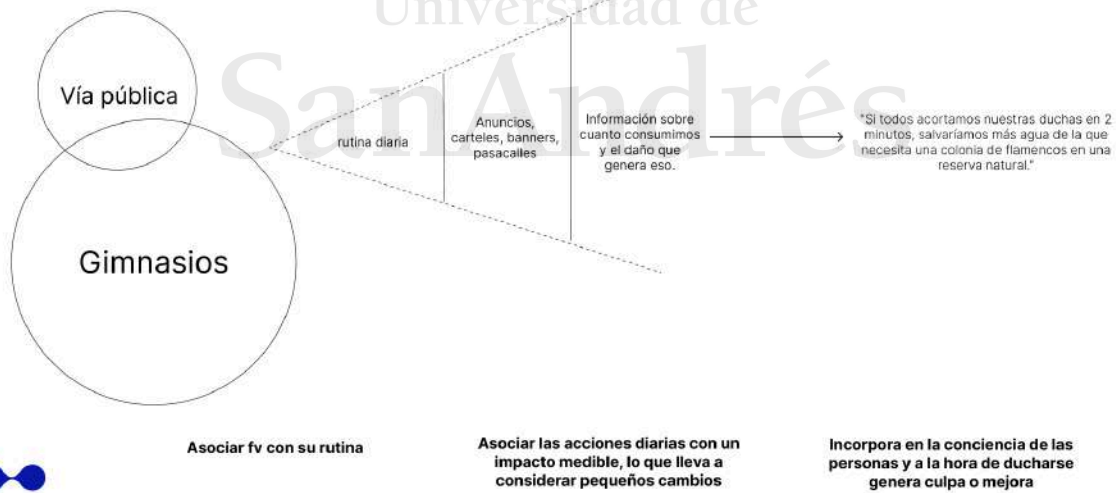 Universidad de
SanAndrés
Vía pública
Gimnasios
rutina diaria
Anuncios,
carteles, banners,
pasacalles
Información sobre
cuanto consumimos
y el daño que
genera eso.
"Si todos acortamos nuestras duchas en 2
minutos, salvaríamos más agua de la que
necesita una colonia de flamencos en una
reserva natural."
Asociar fv con su rutina
Asociar las acciones diarias con un
impacto medible, lo que lleva a
considerar pequeños cambios
Incorpora en la conciencia de las
personas y a la hora de ducharse
genera culpa o mejora